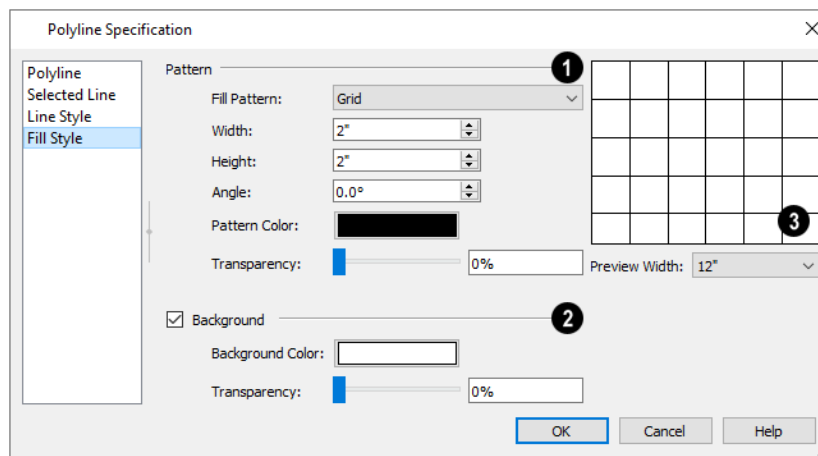 Polyline Specification
Polyline
Selected Line
Line Style
Fill Style
Pattern
1
Fill Pattern: Grid
Width: 2"
Height: 2"
Angle: 0.0°
Pattern Color:
Transparency: 0%
3
Preview Width: 12"
Background
2
Background Color:
Transparency: 0%
OK Cancel Help